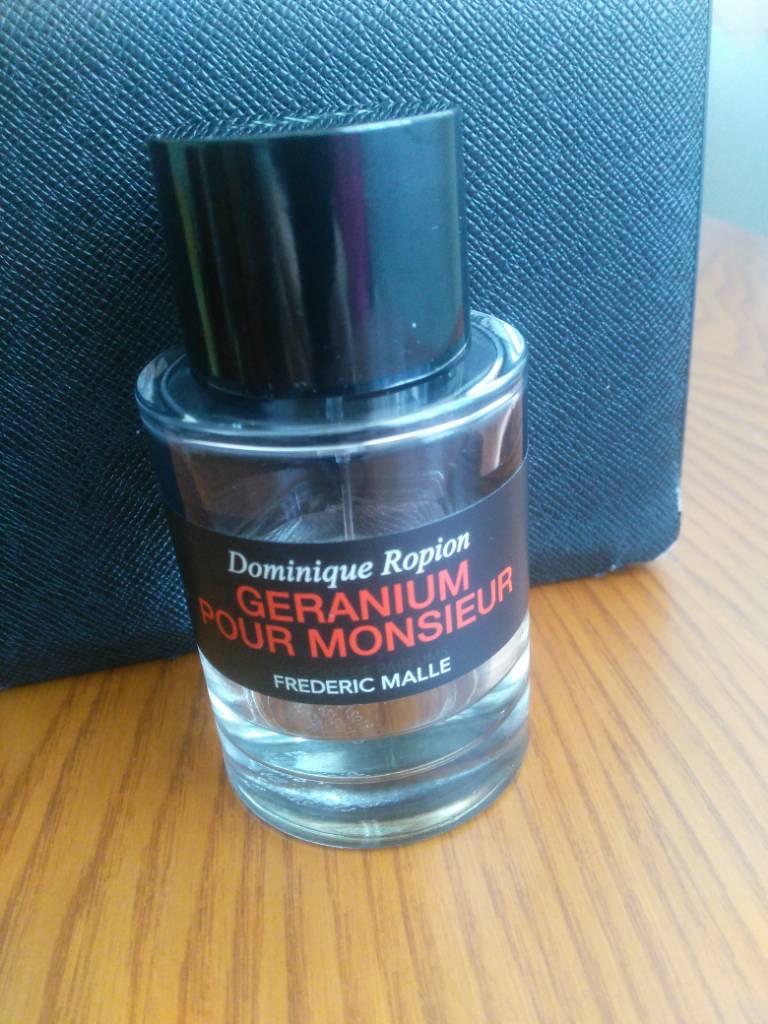 Dominique Ropion
GERANIUM
POUR MONSIEUR
FREDERIC MALLE